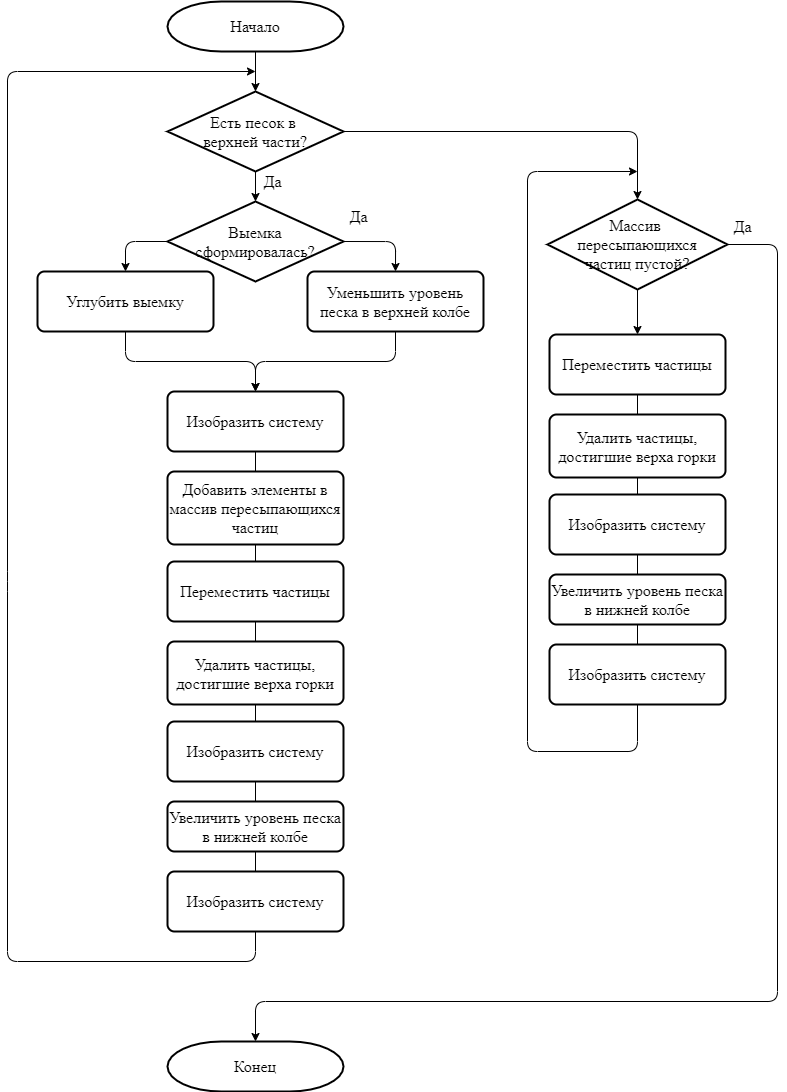 Начало
Есть песок в
верхней части?
Да
Выемка
сформировалась?
Да
Углубить выемку
Уменьшить уровень
песка в верхней колбе
Изобразить систему
Добавить элементы в
массив пересыпающихся
частиц
Переместить частицы
Удалить частицы,
достигшие верха горки
Изобразить систему
Увеличить уровень песка
в нижней колбе
Изобразить систему
Массив
пересыпающихся
частиц пустой?
Да
Переместить частицы
Удалить частицы,
достигшие верха горки
Изобразить систему
Увеличить уровень песка
в нижней колбе
Изобразить систему
Конец